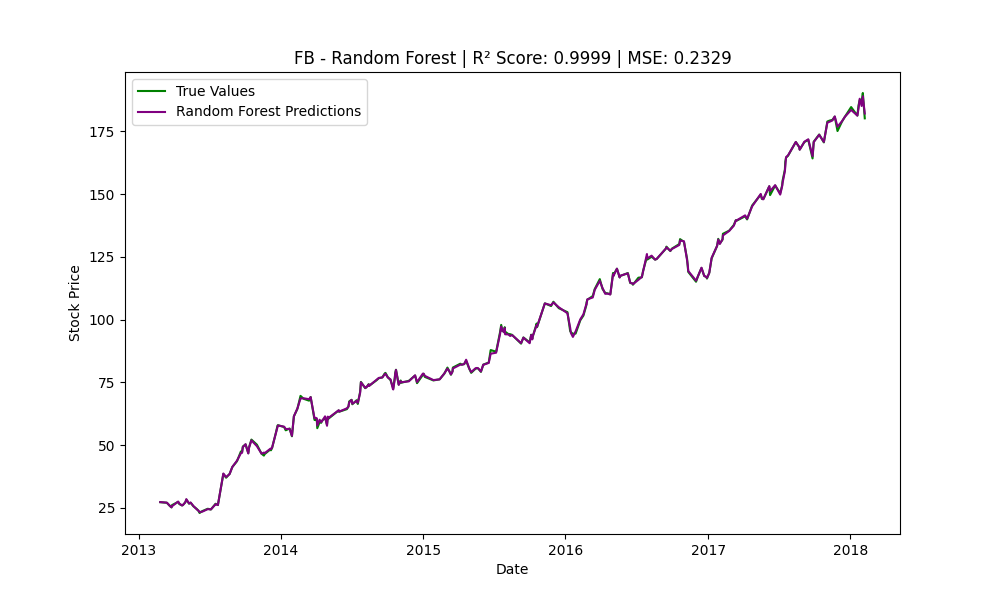 FB - Random Forest | R² Score: 0.9999 | MSE: 0.2329
True Values
Random Forest Predictions
Stock Price
175
150
125
100
75
50
25
2013
2014
2015
2016
2017
2018
Date